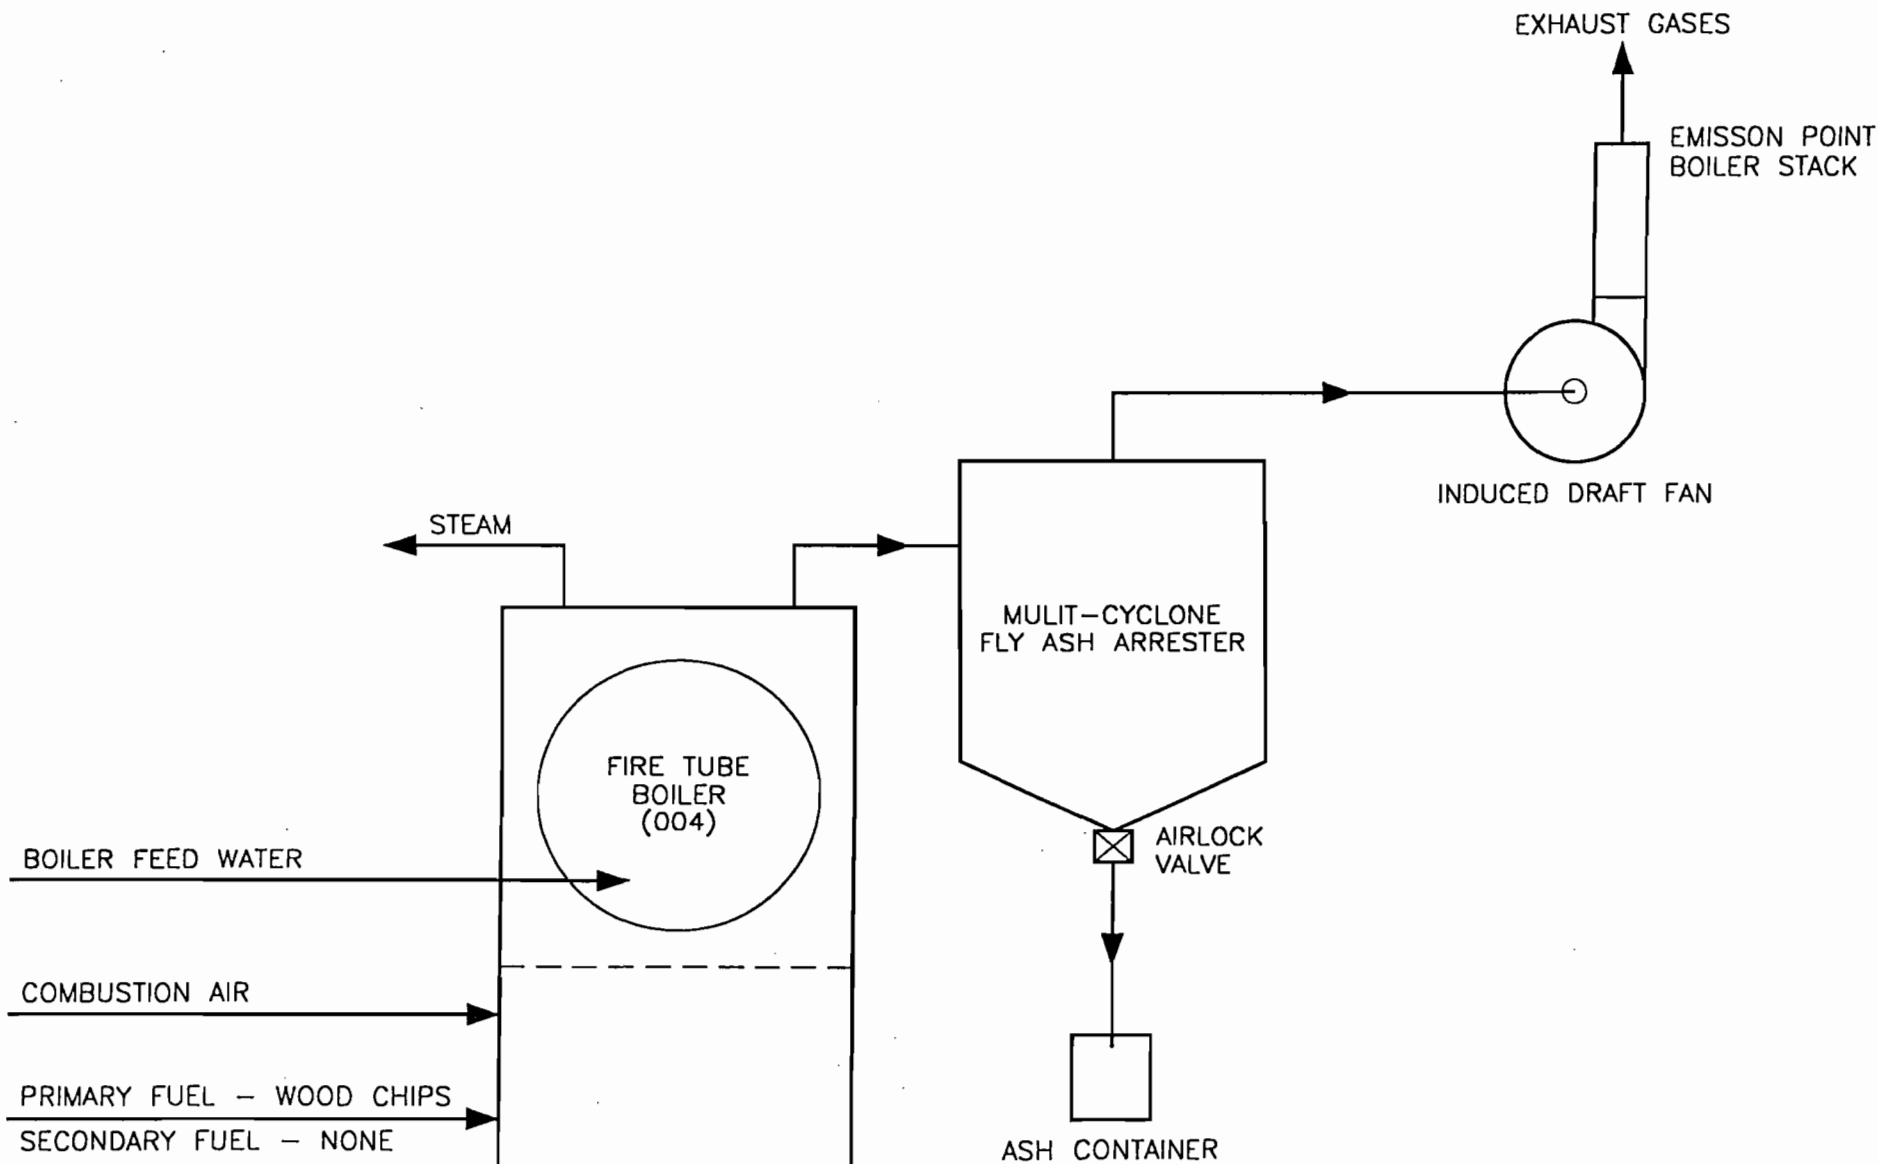 EXHAUST GASES
EMISSON POINT
BOILER STACK
INDUCED DRAFT FAN
STEAM
MULIT-CYCLONE
FLY ASH ARRESTER
FIRE TUBE
BOILER
(004)
AIRLOCK
VALVE
BOILER FEED WATER
COMBUSTION AIR
PRIMARY FUEL - WOOD CHIPS
SECONDARY FUEL - NONE
ASH CONTAINER